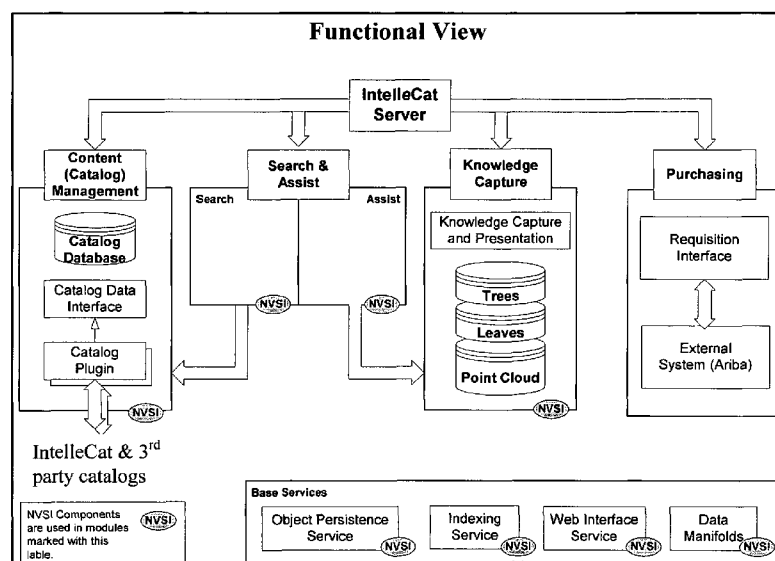 Functional View
IntelleCat
Server
Content
(Catalog)
Management
Search &
Assist
Knowledge
Capture
Purchasing
Catalog
Database
Catalog Data
Interface
Catalog
Plugin
NVSI
IntelleCat & 3rd
party catalogs
Search
Assist
NVSI
NVSI
Knowledge Capture
and Presentation
Trees
Leaves
Point Cloud
NVSI
Requisition
Interface
External
System (Ariba)
NVSI Components
are used in modules
marked with this
lable.
NVSI
Base Services
Object Persistence
Service
NVSI
Indexing
Service
NVSI
Web Interface
Service
NVSI
Data
Manifolds
NVSI